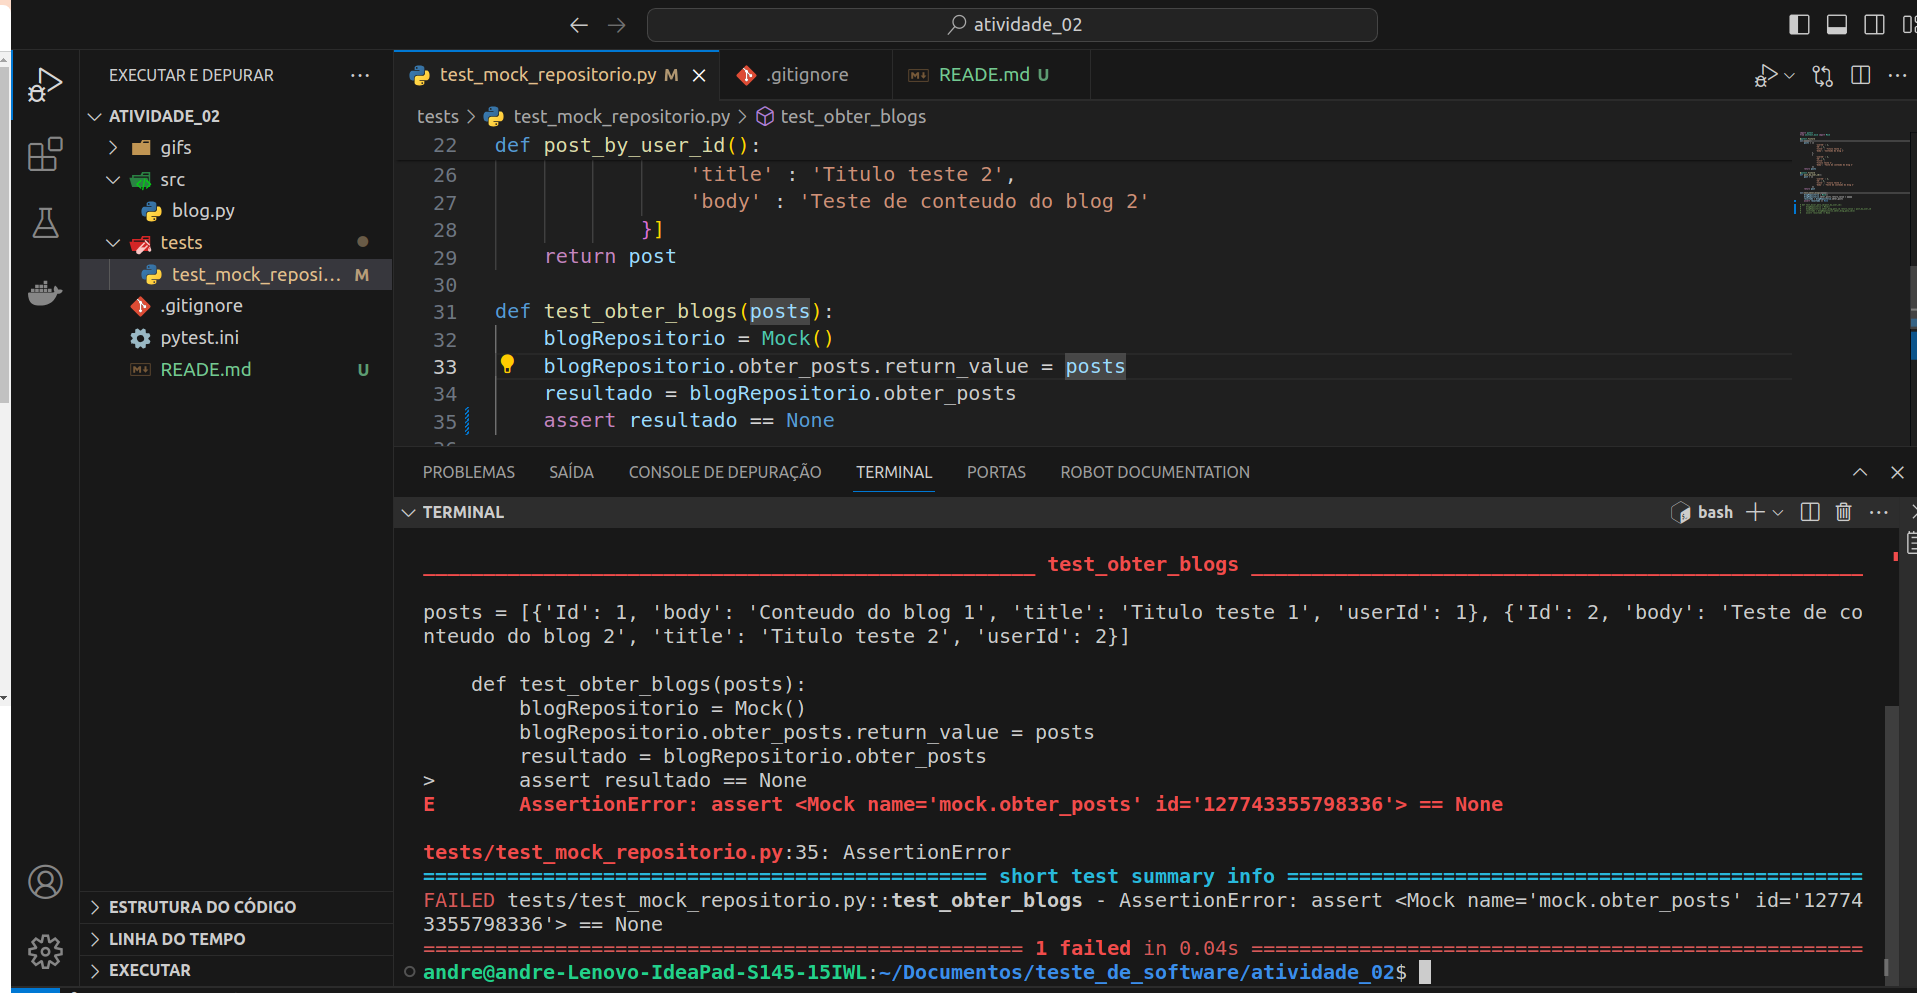 atividade_02
EXECUTAR E DEPURAR
ATIVIDADE_02
gifs
src
blog.py
tests
test_mock_reposi... M
.gitignore
pytest.ini
READE.md U
ESTRUTURA DO CÓDIGO
LINHA DO TEMPO
EXECUTAR
test_mock_repositorio.py M
.gitignore
READE.md U
tests > test_mock_repositorio.py > test_obter_blogs
22 def post_by_user_id():
26 'title' : 'Titulo teste 2',
27 'body' : 'Teste de conteudo do blog 2'
28 }]
29 return post
30
31 def test_obter_blogs(posts):
32 blogRepositorio = Mock()
33 blogRepositorio.obter_posts.return_value = posts
34 resultado = blogRepositorio.obter_posts
35 assert resultado == None
PROBLEMAS SAÍDA CONSOLE DE DEPURAÇÃO TERMINAL PORTAS ROBOT DOCUMENTATION
TERMINAL
bash
___________________________________________________ test_obter_blogs ___________________________________________________
posts = [{'Id': 1, 'body': 'Conteudo do blog 1', 'title': 'Titulo teste 1', 'userId': 1}, {'Id': 2, 'body': 'Teste de co
nteudo do blog 2', 'title': 'Titulo teste 2', 'userId': 2}]
def test_obter_blogs(posts):
blogRepositorio = Mock()
blogRepositorio.obter_posts.return_value = posts
resultado = blogRepositorio.obter_posts
> assert resultado == None
E AssertionError: assert <Mock name='mock.obter_posts' id='127743355798336'> == None
tests/test_mock_repositorio.py:35: AssertionError
=============================================== short test summary info ================================================
FAILED tests/test_mock_repositorio.py::test_obter_blogs - AssertionError: assert <Mock name='mock.obter_posts' id='12774
3355798336'> == None
================================================== 1 failed in 0.04s ===================================================
andre@andre-Lenovo-IdeaPad-S145-15IWL:~/Documentos/teste_de_software/atividade_02$